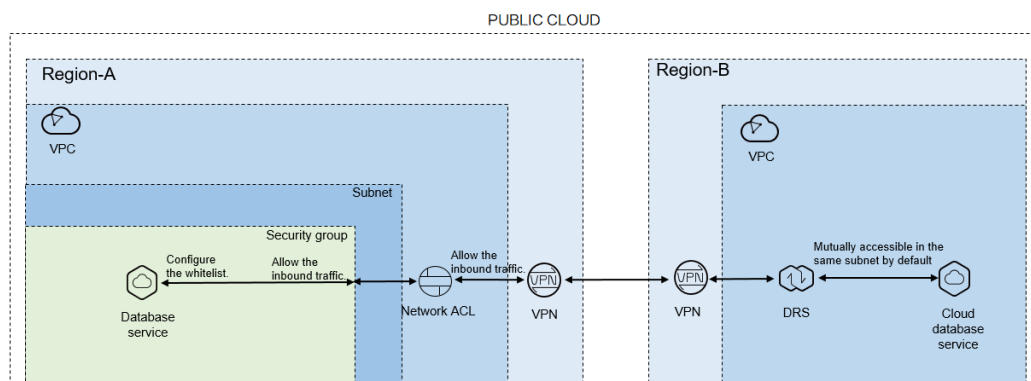 PUBLIC CLOUD
Region-A
VPC
Subnet
Security group
Configure
the whitelist.
Allow the
inbound traffic.
Database
service
Allow the
inbound traffic.
Network ACL
VPN
VPN
Region-B
VPN
VPN
VPC
Mutually accessible in the
same subnet by default
DRS
Cloud
database
service